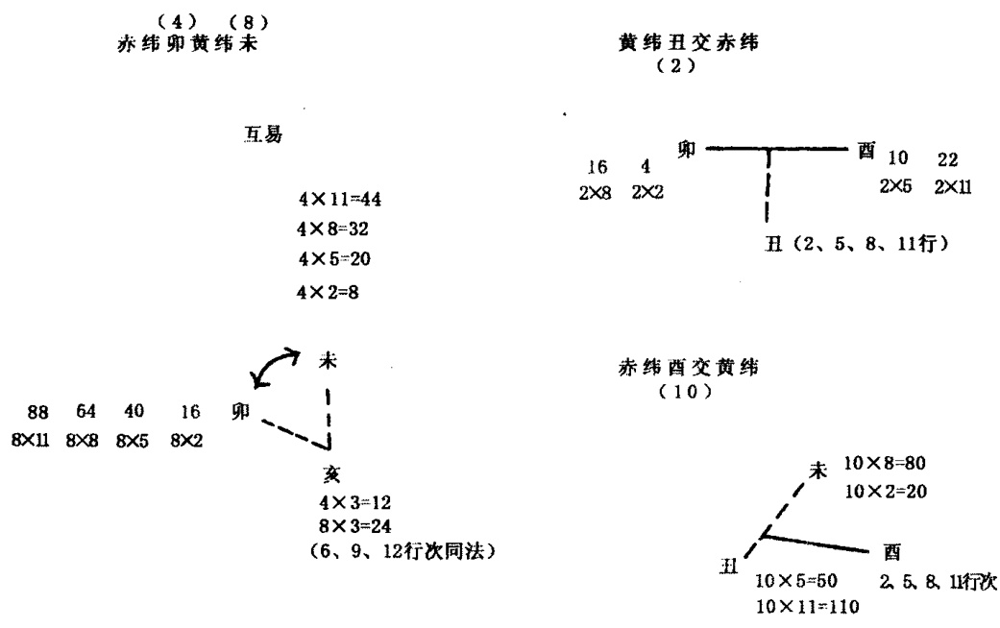 （4） （8）
赤纬卯黄纬未
互易
4×11=44
4×8=32
4×5=20
4×2=8
未
88 64 40 16 卯
8×11 8×8 8×5 8×2
亥
4×3=12
8×3=24
（6、9、12行次同法）
黄纬丑交赤纬
（2）
卯 酉
16 4 10 22
2×8 2×2 2×5 2×11
丑（2、5、8、11行）
赤纬酉交黄纬
（10）
未 10×8=80
10×2=20
酉
丑
10×5=50 2、5、8、11行次
10×11=110